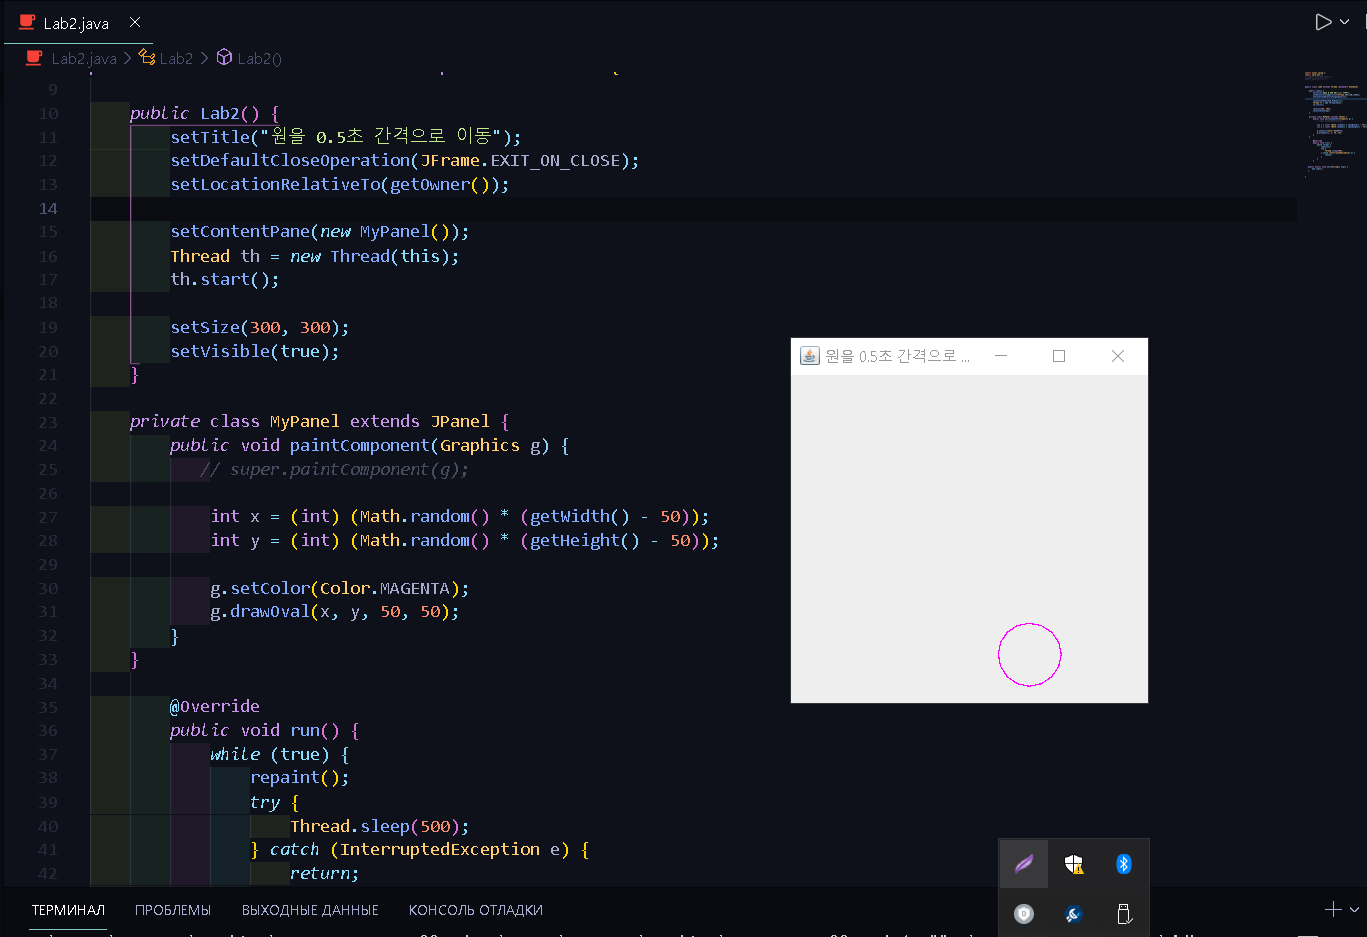 Lab2.java
Lab2.java > Lab2 > Lab2()
9
10 public Lab2() {
11 setTitle("원을 0.5초 간격으로 이동");
12 setDefaultCloseOperation(JFrame.EXIT_ON_CLOSE);
13 setLocationRelativeTo(getOwner());
14
15 setContentPane(new MyPanel());
16 Thread th = new Thread(this);
17 th.start();
18
19 setSize(300, 300);
20 setVisible(true);
21 }
22
23 private class MyPanel extends JPanel {
24 public void paintComponent(Graphics g) {
25 // super.paintComponent(g);
26
27 int x = (int) (Math.random() * (getWidth() - 50));
28 int y = (int) (Math.random() * (getHeight() - 50));
29
30 g.setColor(Color.MAGENTA);
31 g.drawOval(x, y, 50, 50);
32 }
33 }
34
35 @Override
36 public void run() {
37 while (true) {
38 repaint();
39 try {
40 Thread.sleep(500);
41 } catch (InterruptedException e) {
42 return;
원을 0.5초 간격으로 ...
ТЕРМИНАЛ ПРОБЛЕМЫ ВЫХОДНЫЕ ДАННЫЕ КОНСОЛЬ ОТЛАДКИ